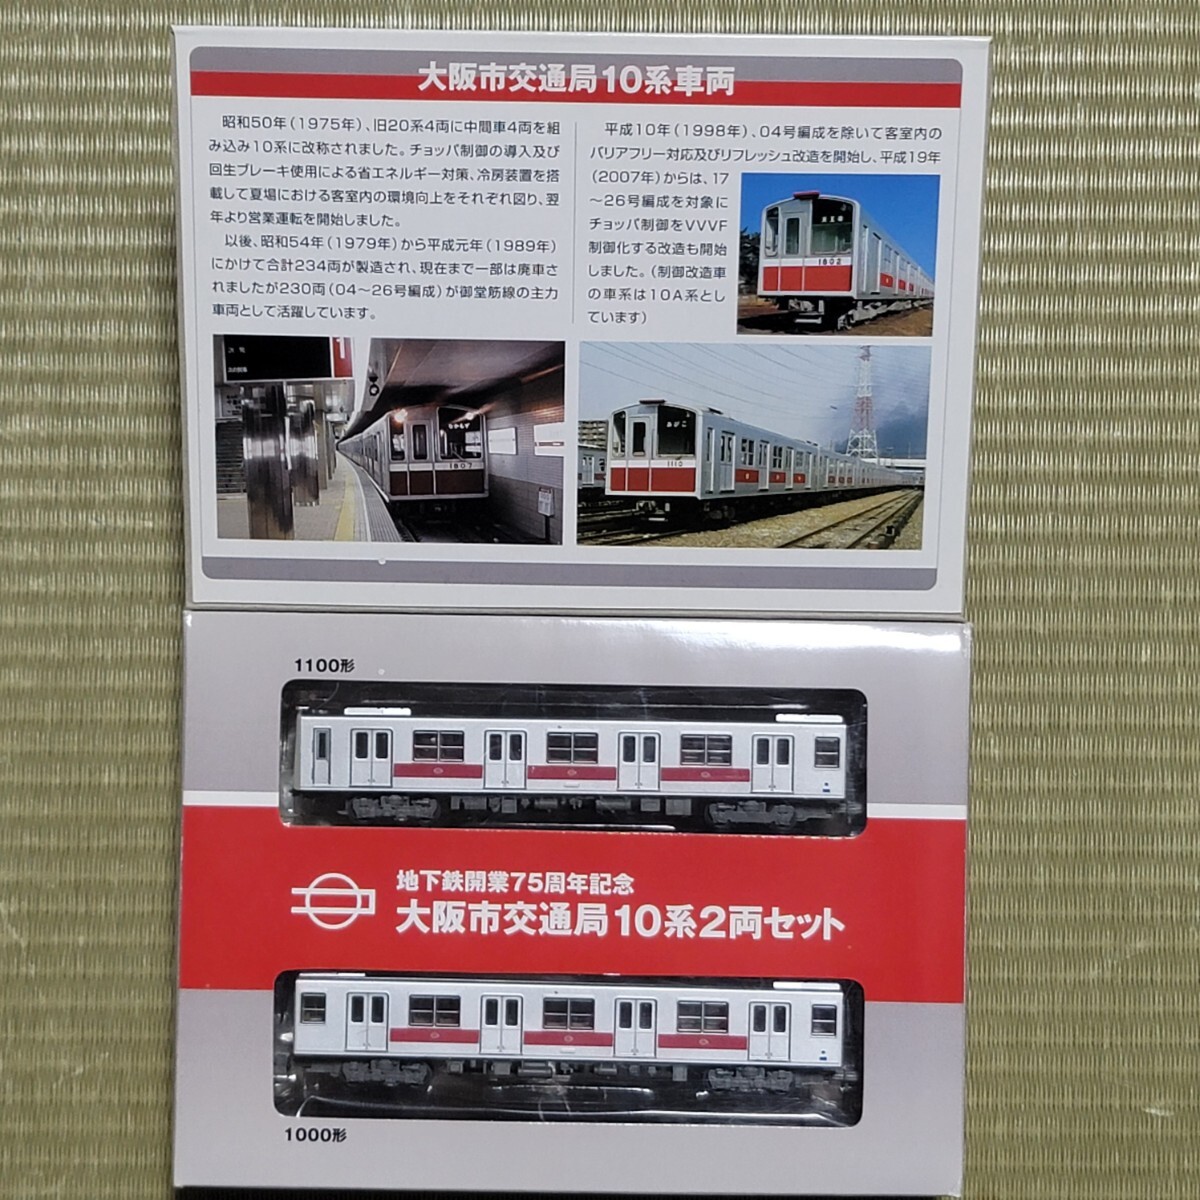 大阪市交通局10系車両
昭和50年(1975年)、旧20系4両に中間車4両を組
み込み10系に改称されました。チョッパ制御の導入及び
回生ブレーキ使用による省エネルギー対策、冷房装置を搭
載して夏場における客室内の環境向上をそれぞれ図り、翌
年より営業運転を開始しました。
以後、昭和54年(1979年)から平成元年(1989年)
にかけて合計234両が製造され、現在まで一部は廃車さ
れましたが230両(04〜26号編成)が御堂筋線の主力
車両として活躍しています。
平成10年(1998年)、04号編成を除いて客室内の
バリアフリー対応及びリフレッシュ改造を開始し、平成19年
(2007年)からは、17
〜26号編成を対象に
チョッパ制御をVVVF
制御化する改造も開始
しました。(制御改造車
の車系は10A系とし
ています)
1802
1
なかもず
1807
あびこ
1110
1100形
地下鉄開業75周年記念
大阪市交通局10系2両セット
1000形